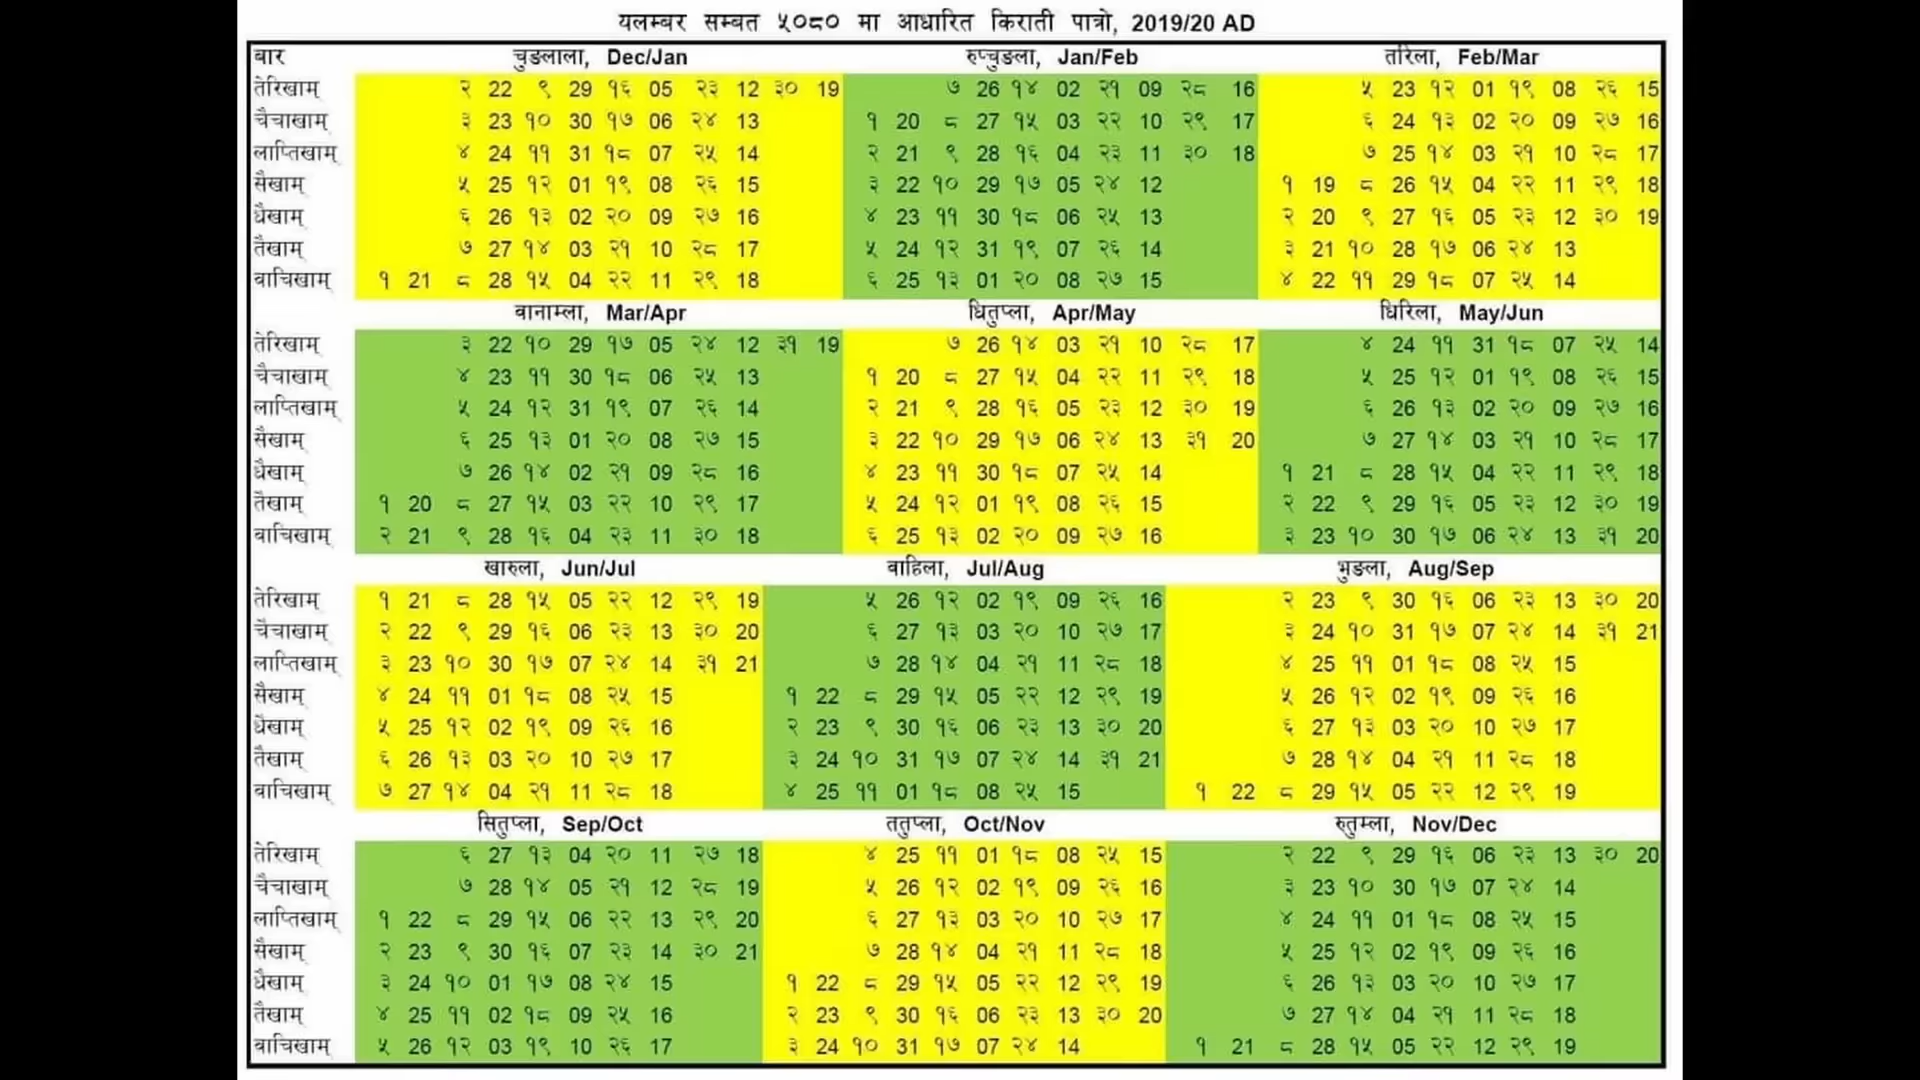 यलम्बर सम्बत ५०८० मा आधारित किराती पात्रो, 2019/20 AD
बार चुङलाला, Dec/Jan रुप्चुङला, Jan/Feb तरिला, Feb/Mar
तेरिखाम् २ 22 ९ 29 १६ 05 २३ 12 ३० 19 ७ 26 १४ 02 २१ 09 २८ 16 ५ 23 १२ 01 १९ 08 २६ 15
चैचाखाम् ३ 23 १० 30 १७ 06 २४ 13 १ 20 ८ 27 १५ 03 २२ 10 २९ 17 ६ 24 १३ 02 २० 09 २७ 16
लाप्तिखाम् ४ 24 ११ 31 १८ 07 २५ 14 २ 21 ९ 28 १६ 04 २३ 11 ३० 18 ७ 25 १४ 03 २१ 10 २८ 17
सैखाम् ५ 25 १२ 01 १९ 08 २६ 15 ३ 22 १० 29 १७ 05 २४ 12 १ 19 ८ 26 १५ 04 २२ 11 २९ 18
धैखाम् ६ 26 १३ 02 २० 09 २७ 16 ४ 23 ११ 30 १८ 06 २५ 13 २ 20 ९ 27 १६ 05 २३ 12 ३० 19
तैखाम् ७ 27 १४ 03 २१ 10 २८ 17 ५ 24 १२ 31 १९ 07 २६ 14 ३ 21 १० 28 १७ 06 २४ 13
वाचिखाम् १ 21 ८ 28 १५ 04 २२ 11 २९ 18 ६ 25 १३ 01 २० 08 २७ 15 ४ 22 ११ 29 १८ 07 २५ 14
वानाम्ला, Mar/Apr धितुप्ला, Apr/May धिरिला, May/Jun
तेरिखाम् ३ 22 १० 29 १७ 05 २४ 12 ३१ 19 ७ 26 १४ 03 २१ 10 २८ 17 ४ 24 ११ 31 १८ 07 २५ 14
चैचाखाम् ४ 23 ११ 30 १८ 06 २५ 13 १ 20 ८ 27 १५ 04 २२ 11 २९ 18 ५ 25 १२ 01 १९ 08 २६ 15
लाप्तिखाम् ५ 24 १२ 31 १९ 07 २६ 14 २ 21 ९ 28 १६ 05 २३ 12 ३० 19 ६ 26 १३ 02 २० 09 २७ 16
सैखाम् ६ 25 १३ 01 २० 08 २७ 15 ३ 22 १० 29 १७ 06 २४ 13 ३१ 20 ७ 27 १४ 03 २१ 10 २८ 17
धैखाम् ७ 26 १४ 02 २१ 09 २८ 16 ४ 23 ११ 30 १८ 07 २५ 14 १ 21 ८ 28 १५ 04 २२ 11 २९ 18
तैखाम् १ 20 ८ 27 १५ 03 २२ 10 २९ 17 ५ 24 १२ 01 १९ 08 २६ 15 २ 22 ९ 29 १६ 05 २३ 12 ३० 19
वाचिखाम् २ 21 ९ 28 १६ 04 २३ 11 ३० 18 ६ 25 १३ 02 २० 09 २७ 16 ३ 23 १० 30 १७ 06 २४ 13 ३१ 20
खारुला, Jun/Jul वाहिला, Jul/Aug भुङला, Aug/Sep
तेरिखाम् १ 21 ८ 28 १५ 05 २२ 12 २९ 19 ५ 26 १२ 02 १९ 09 २६ 16 २ 23 ९ 30 १६ 06 २३ 13 ३० 20
चैचाखाम् २ 22 ९ 29 १६ 06 २३ 13 ३० 20 ६ 27 १३ 03 २० 10 २७ 17 ३ 24 १० 31 १७ 07 २४ 14 ३१ 21
लाप्तिखाम् ३ 23 १० 30 १७ 07 २४ 14 ३१ 21 ७ 28 १४ 04 २१ 11 २८ 18 ४ 25 ११ 01 १८ 08 २५ 15
सैखाम् ४ 24 ११ 01 १८ 08 २५ 15 १ 22 ८ 29 १५ 05 २२ 12 २९ 19 ५ 26 १२ 02 १९ 09 २६ 16
धैखाम् ५ 25 १२ 02 १९ 09 २६ 16 २ 23 ९ 30 १६ 06 २३ 13 ३० 20 ६ 27 १३ 03 २० 10 २७ 17
तैखाम् ६ 26 १३ 03 २० 10 २७ 17 ३ 24 १० 31 १७ 07 २४ 14 ३१ 21 ७ 28 १४ 04 २१ 11 २८ 18
वाचिखाम् ७ 27 १४ 04 २१ 11 २८ 18 ४ 25 ११ 01 १८ 08 २५ 15 १ 22 ८ 29 १५ 05 २२ 12 २९ 19
सितुप्ला, Sep/Oct ततुप्ला, Oct/Nov रुतुम्ला, Nov/Dec
तेरिखाम् ६ 27 १३ 04 २० 11 २७ 18 ४ 25 ११ 01 १८ 08 २५ 15 २ 22 ९ 29 १६ 06 २३ 13 ३० 20
चैचाखाम् ७ 28 १४ 05 २१ 12 २८ 19 ५ 26 १२ 02 १९ 09 २६ 16 ३ 23 १० 30 १७ 07 २४ 14
लाप्तिखाम् १ 22 ८ 29 १५ 06 २२ 13 २९ 20 ६ 27 १३ 03 २० 10 २७ 17 ४ 24 ११ 01 १८ 08 २५ 15
सैखाम् २ 23 ९ 30 १६ 07 २३ 14 ३० 21 ७ 28 १४ 04 २१ 11 २८ 18 ५ 25 १२ 02 १९ 09 २६ 16
धैखाम् ३ 24 १० 01 १७ 08 २४ 15 १ 22 ८ 29 १५ 05 २२ 12 २९ 19 ६ 26 १३ 03 २० 10 २७ 17
तैखाम् ४ 25 ११ 02 १८ 09 २५ 16 २ 23 ९ 30 १६ 06 २३ 13 ३० 20 ७ 27 १४ 04 २१ 11 २८ 18
वाचिखाम् ५ 26 १२ 03 १९ 10 २६ 17 ३ 24 १० 31 १७ 07 २४ 14 १ 21 ८ 28 १५ 05 २२ 12 २९ 19